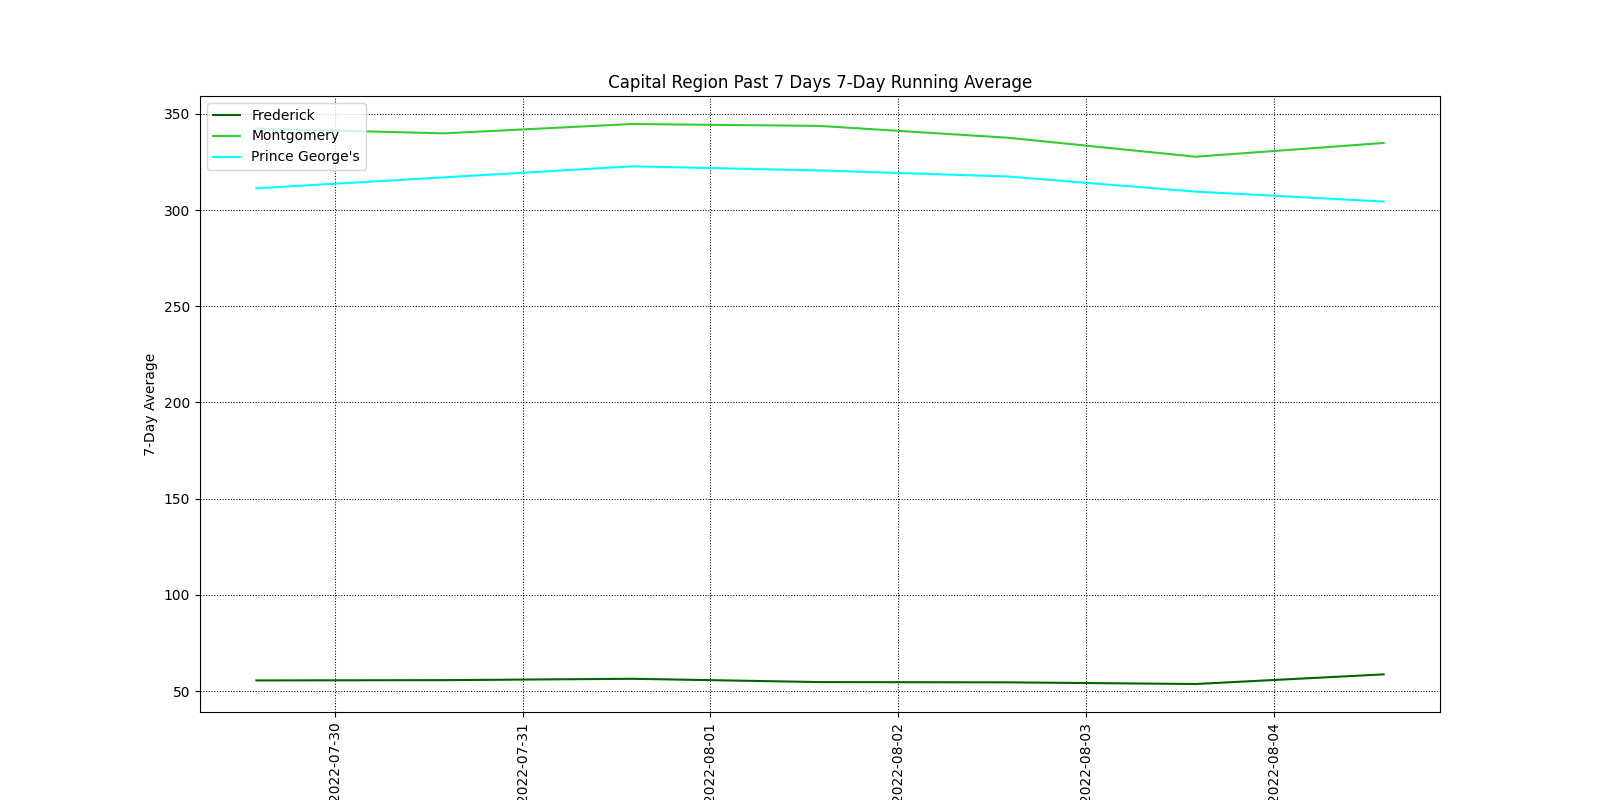 Capital Region Past 7 Days 7-Day Running Average
Frederick
Montgomery
Prince George's
7-Day Average
350
300
250
200
150
100
50
2022-07-30
2022-07-31
2022-08-01
2022-08-02
2022-08-03
2022-08-04